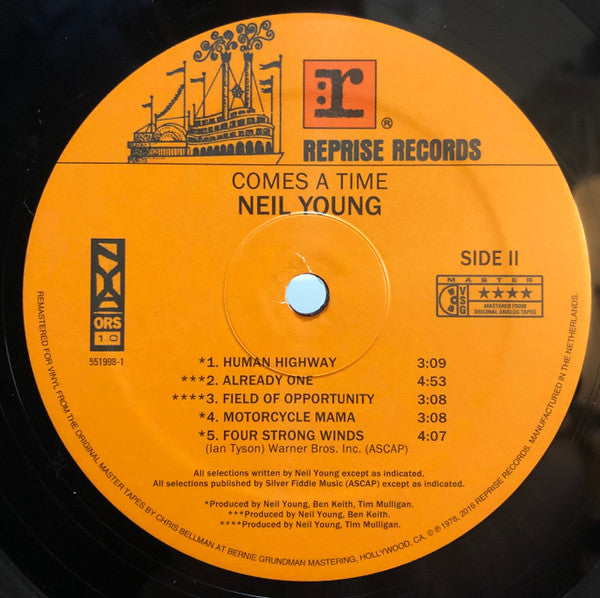 r
®
REPRISE RECORDS
COMES A TIME
NEIL YOUNG
NYA
ORS
10
551998-1
SIDE II
MASTER
VSG
★★★★
MASTERED FROM
ORIGINAL ANALOG TAPES
*1. HUMAN HIGHWAY 3:09
***2. ALREADY ONE 4:53
****3. FIELD OF OPPORTUNITY 3:08
*4. MOTORCYCLE MAMA 3:08
*5. FOUR STRONG WINDS 4:07
(Ian Tyson) Warner Bros. Inc. (ASCAP)
All selections written by Neil Young except as indicated.
All selections published by Silver Fiddle Music (ASCAP) except as indicated.
*Produced by Neil Young, Ben Keith, Tim Mulligan.
***Produced by Neil Young, Ben Keith.
****Produced by Neil Young, Tim Mulligan.
REMASTERED FOR VINYL FROM THE ORIGINAL MASTER TAPES BY CHRIS BELLMAN AT BERNIE GRUNDMAN MASTERING, HOLLYWOOD, CA. ©℗ 1978, 2016 REPRISE RECORDS. MANUFACTURED IN THE NETHERLANDS.